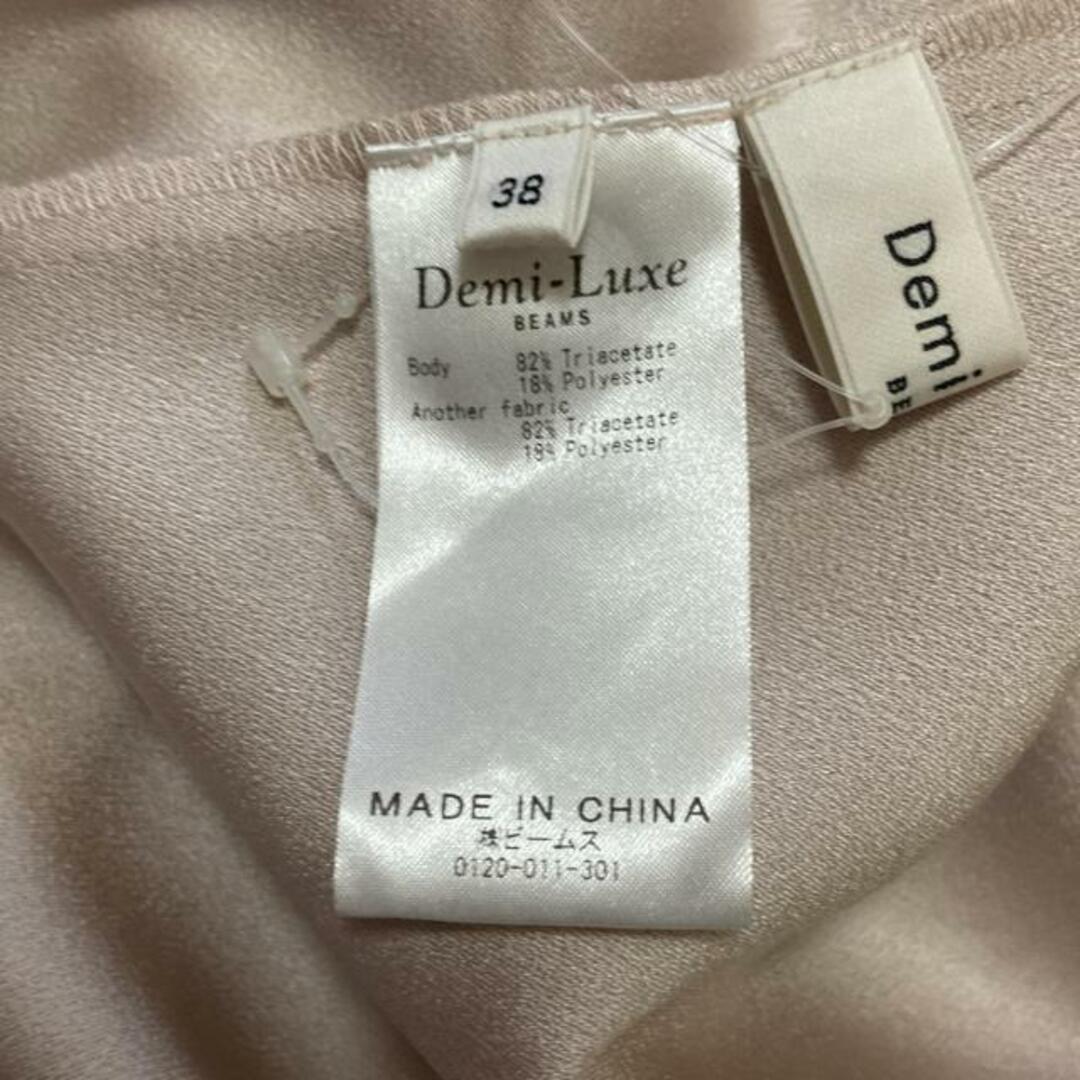 38
Demi-Luxe
BEAMS
Body 82% Triacetate
18% Polyester
Another fabric
82% Triacetate
18% Polyester
MADE IN CHINA
㈱ビームス
0120-011-301
Demi
BE